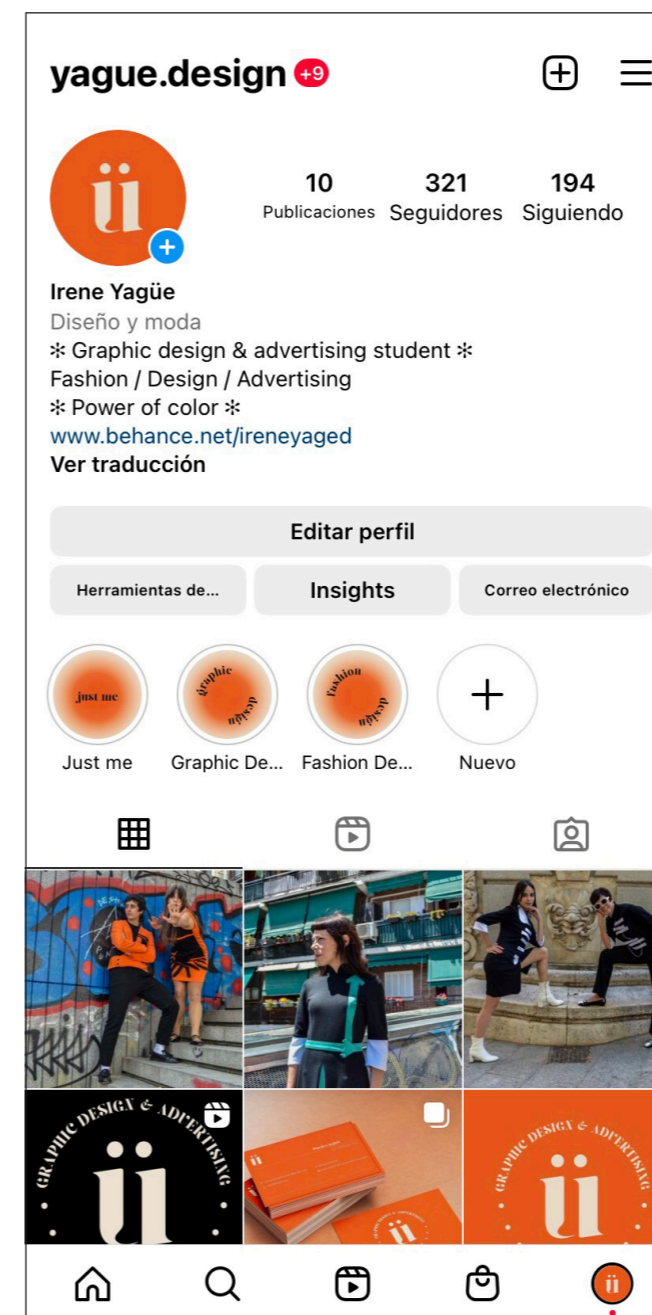 yague.design +9
10 321 194
Publicaciones Seguidores Siguiendo
üi
Irene Yagüe
Diseño y moda
✻ Graphic design & advertising student ✻
Fashion / Design / Advertising
✻ Power of color ✻
www.behance.net/ireneyaged
Ver traducción
Editar perfil
Herramientas de... Insights Correo electrónico
just me
graphic design
fashion design
Just me Graphic De... Fashion De... Nuevo
GRAPHIC DESIGN & ADVERTISING
GRAPHIC DESIGN & ADVERTISING